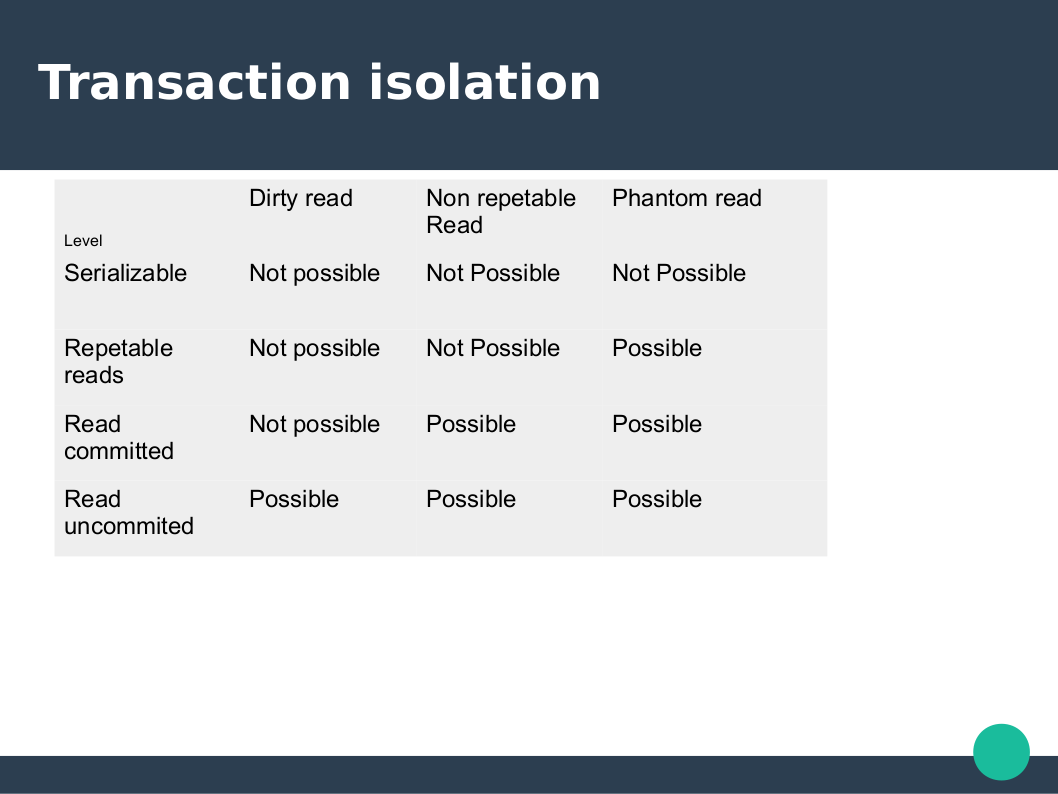 Transaction isolation
Dirty read
Non repetable
Read
Phantom read
Level
Serializable
Not possible
Not Possible
Not Possible
Repetable
reads
Not possible
Not Possible
Possible
Read
committed
Not possible
Possible
Possible
Read
uncommited
Possible
Possible
Possible